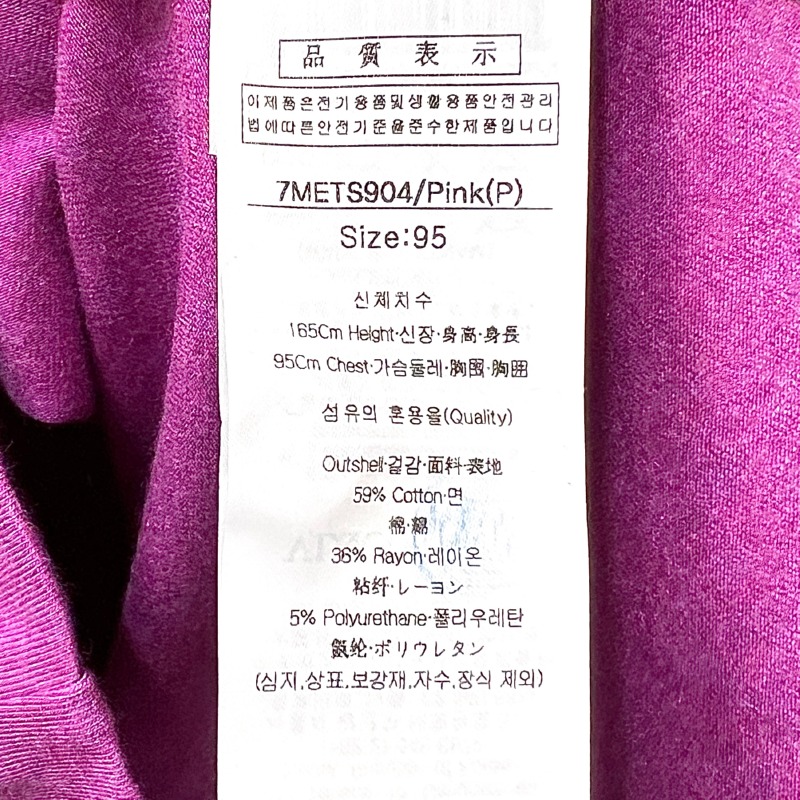 品質表示
이제품은전기용품및생활용품안전관리
법에따른안전기준을준수한제품입니다
7METS904/Pink(P)
Size:95
신체치수
165Cm Height·신장·身高·身長
95Cm Chest·가슴둘레·胸围·胸囲
섬유의 혼용율(Quality)
Outshell·겉감·面料·表地
59% Cotton·면
棉·綿
36% Rayon·레이온
粘纤·レーヨン
5% Polyurethane·폴리우레탄
氨纶·ポリウレタン
(심지,상표,보강재,자수,장식 제외)